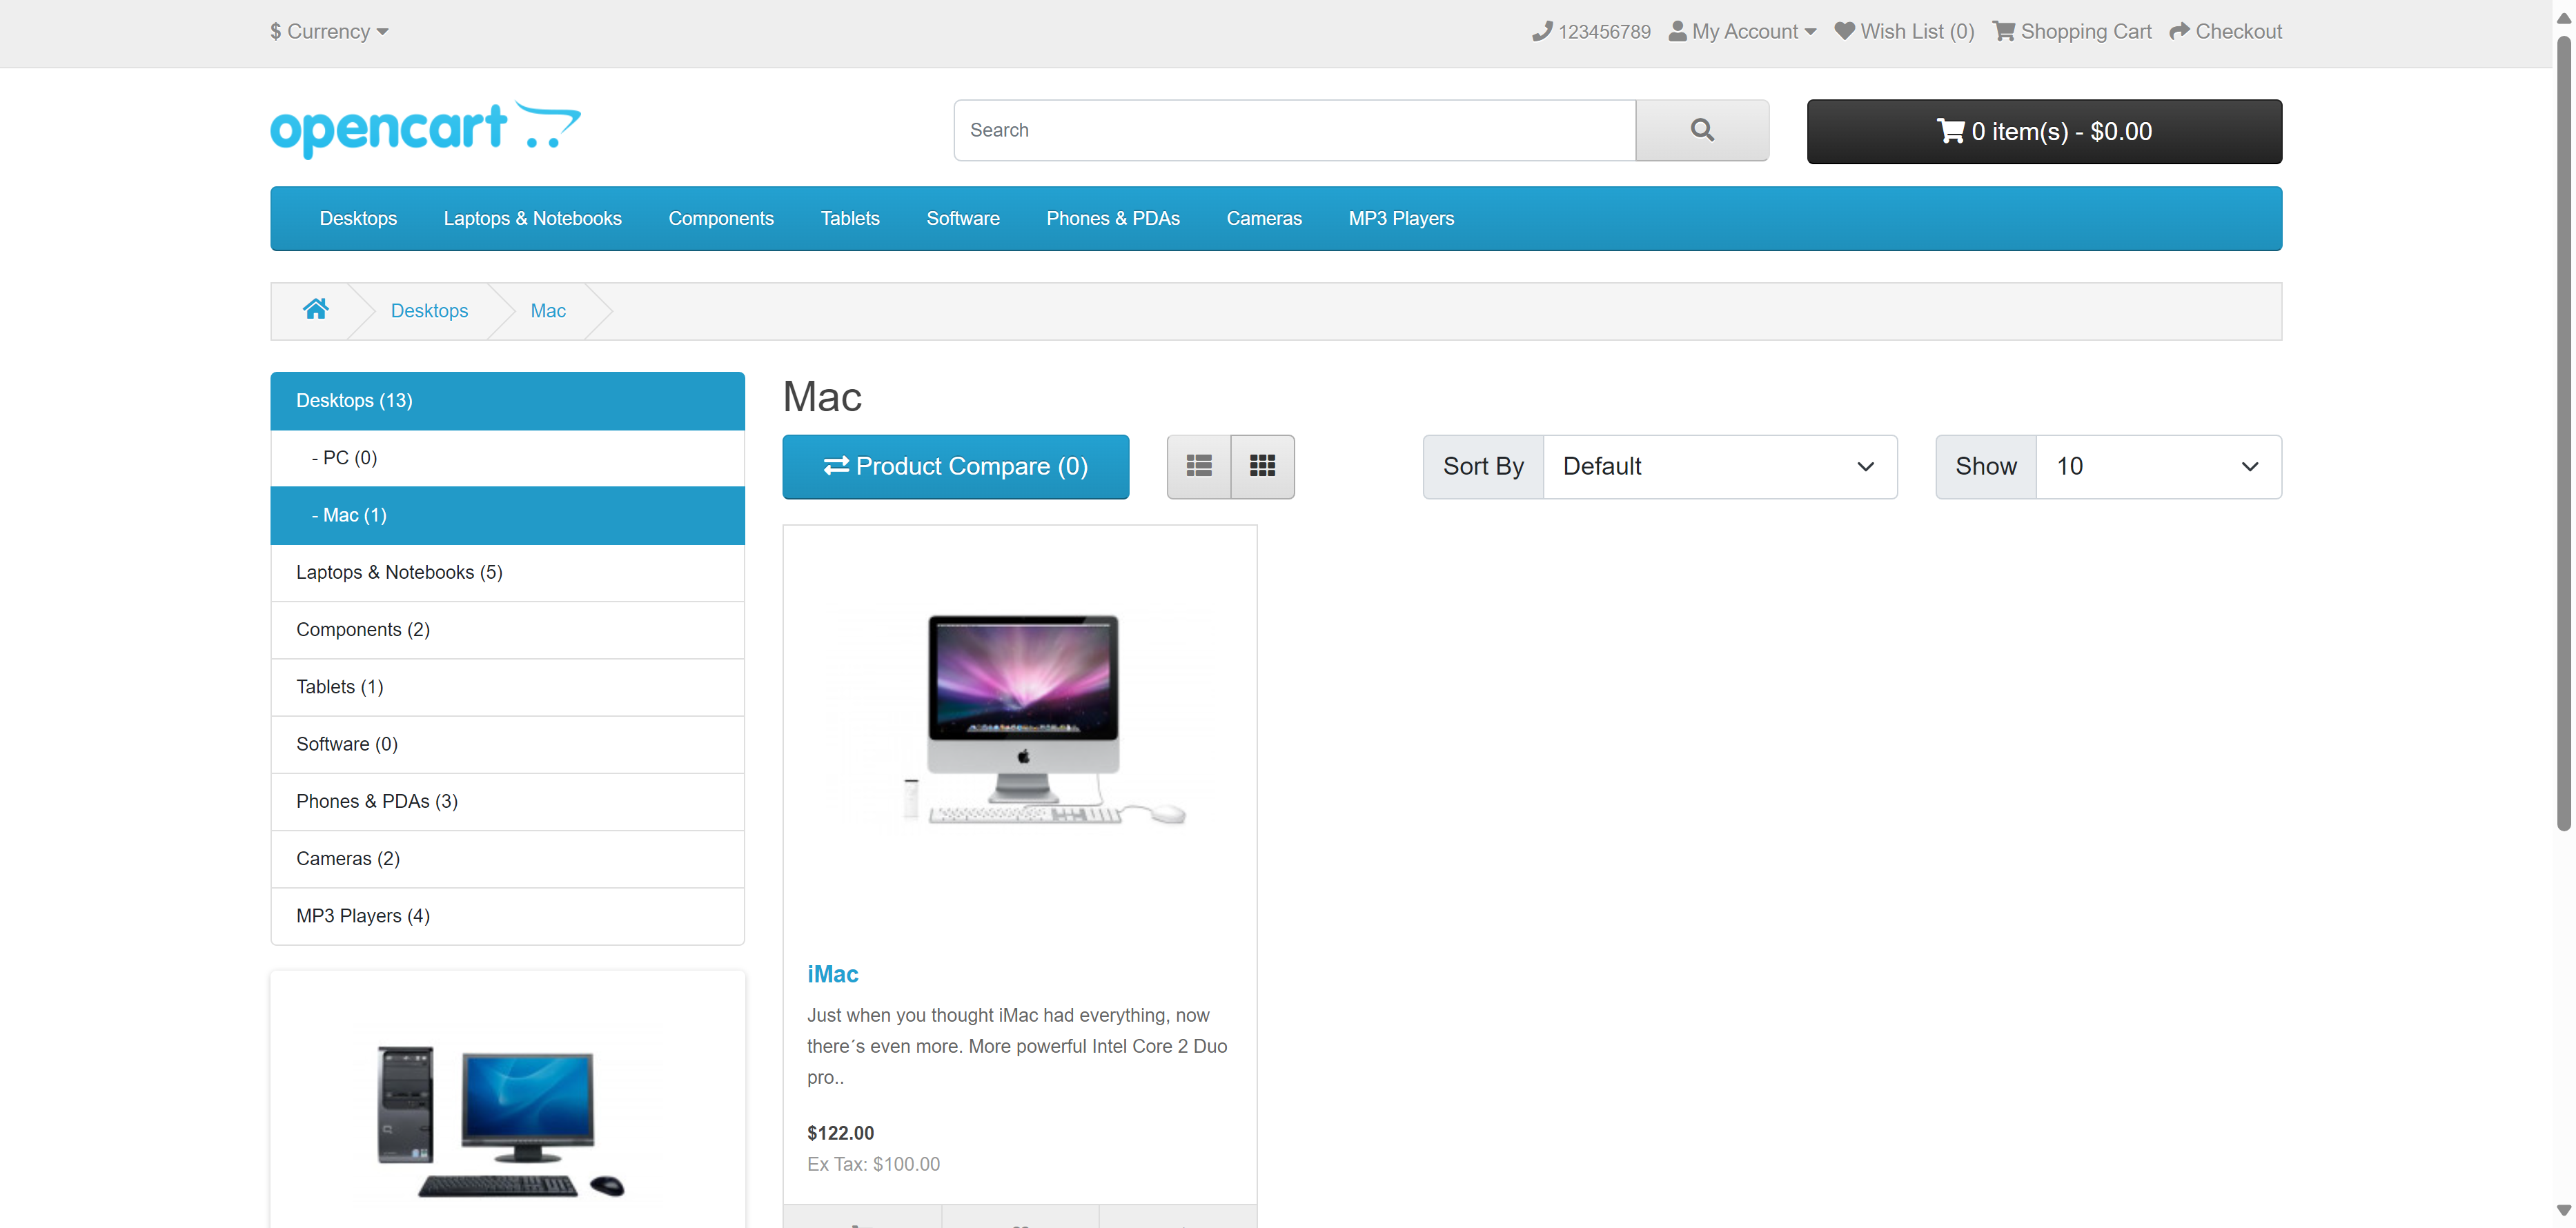 $ Currency
123456789 My Account Wish List (0) Shopping Cart Checkout
opencart
Search
0 item(s) - $0.00
Desktops Laptops & Notebooks Components Tablets Software Phones & PDAs Cameras MP3 Players
Desktops Mac
Desktops (13)
- PC (0)
- Mac (1)
Laptops & Notebooks (5)
Components (2)
Tablets (1)
Software (0)
Phones & PDAs (3)
Cameras (2)
MP3 Players (4)
Mac
Product Compare (0)
Sort By Default
Show 10
iMac
Just when you thought iMac had everything, now
there´s even more. More powerful Intel Core 2 Duo
pro..
$122.00
Ex Tax: $100.00